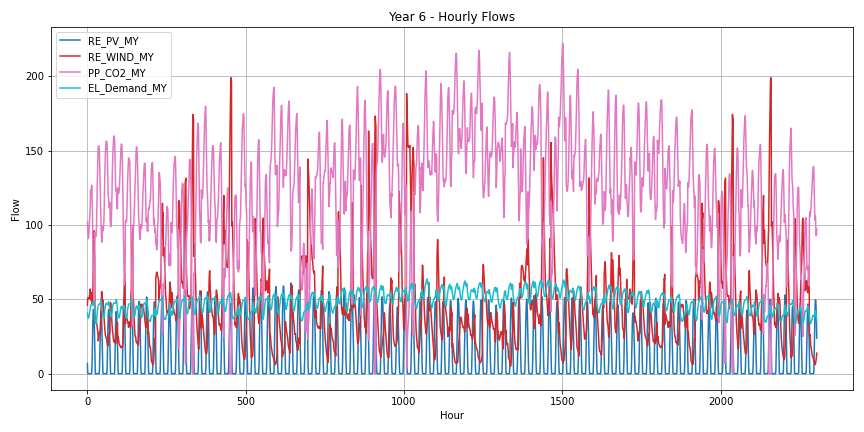 Year 6 - Hourly Flows
RE_PV_MY
RE_WIND_MY
PP_CO2_MY
EL_Demand_MY
200
150
100
50
0
Flow
0 500 1000 1500 2000
Hour